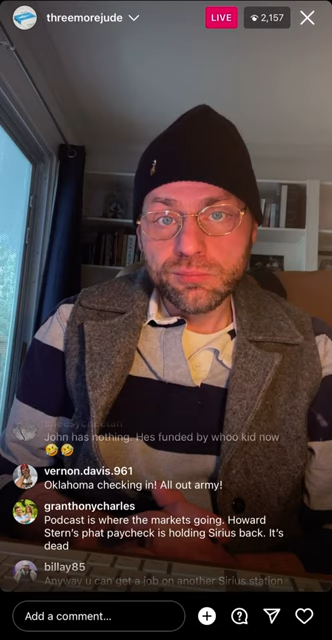 threemorejude
LIVE
2,157
John has nothing. Hes funded by whoo kid now
🤣🤣
vernon.davis.961
Oklahoma checking in! All out army!
granthonycharles
Podcast is where the markets going. Howard
Stern’s phat paycheck is holding Sirius back. It’s
dead
billay85
Anyway u can get a job on another Sirius station
Add a comment...